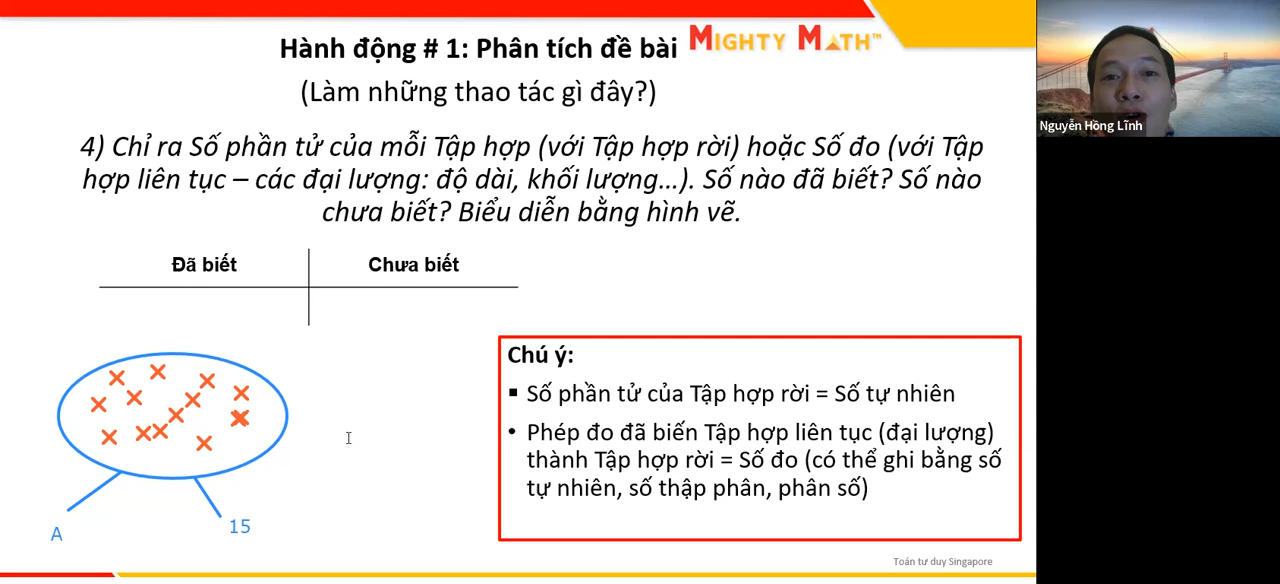 Hành động # 1: Phân tích đề bài
MIGHTY MATH™
(Làm những thao tác gì đây?)
4) Chỉ ra Số phần tử của mỗi Tập hợp (với Tập hợp rời) hoặc Số đo (với Tập
hợp liên tục – các đại lượng: độ dài, khối lượng...). Số nào đã biết? Số nào
chưa biết? Biểu diễn bằng hình vẽ.
Đã biết
Chưa biết
A
15
Chú ý:
▪ Số phần tử của Tập hợp rời = Số tự nhiên
• Phép đo đã biến Tập hợp liên tục (đại lượng)
thành Tập hợp rời = Số đo (có thể ghi bằng số
tự nhiên, số thập phân, phân số)
Toán tư duy Singapore
Nguyễn Hồng Lĩnh